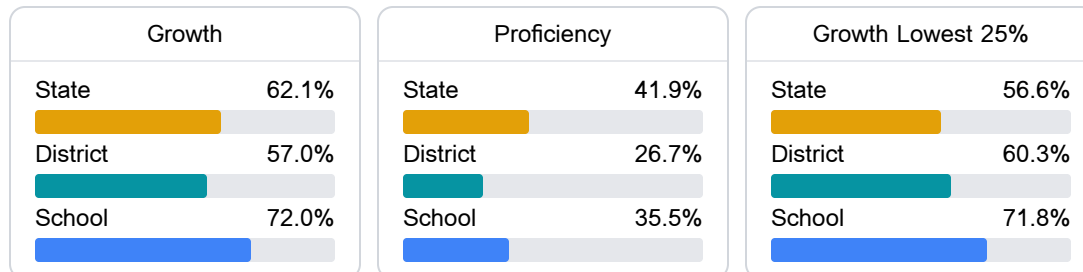 Growth
State 62.1%
District 57.0%
School 72.0%
Proficiency
State 41.9%
District 26.7%
School 35.5%
Growth Lowest 25%
State 56.6%
District 60.3%
School 71.8%